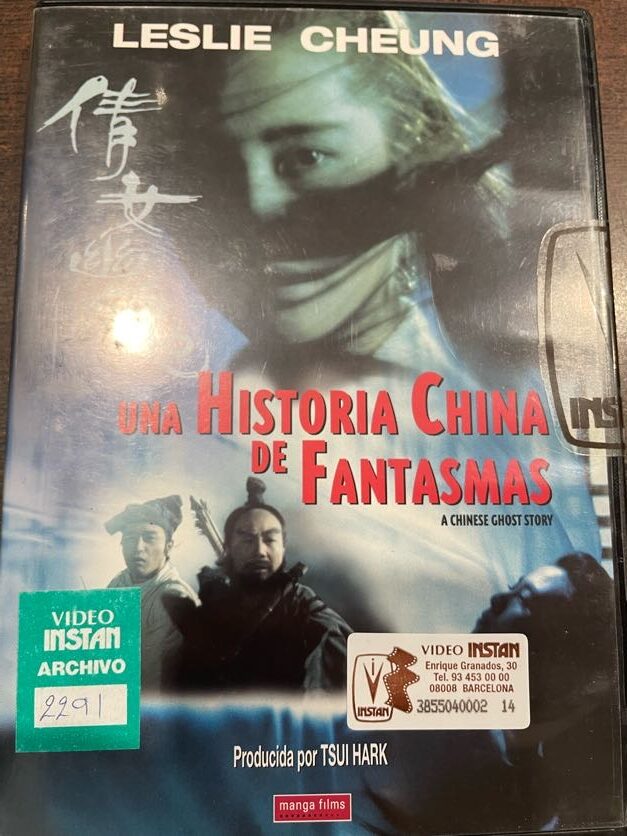 LESLIE CHEUNG
倩
女
UNA HISTORIA CHINA
DE FANTASMAS
A CHINESE GHOST STORY
INS
VIDEO
INSTAN
ARCHIVO
2291
VIDEO INSTAN
Enrique Granados, 30
Tel. 93 453 00 00
08008 BARCELONA
INSTAN
3855040002 14
Producida por TSUI HARK
manga films